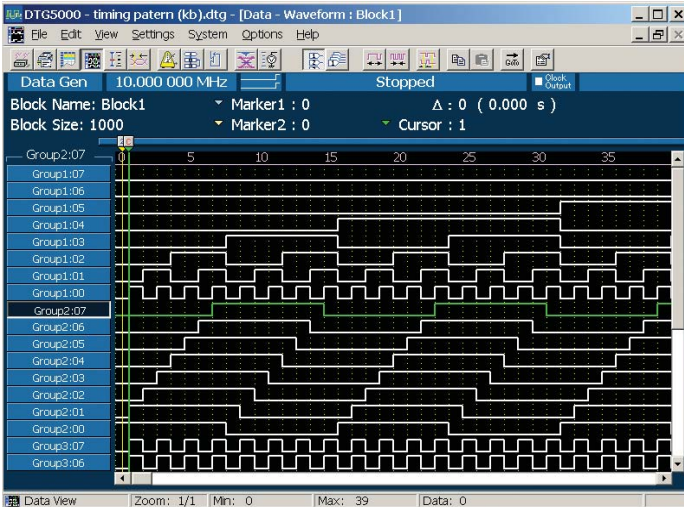 DTG5000 - timing patern (kb).dtg - [Data - Waveform : Block1]
File Edit View Settings System Options Help
Data Gen 10.000 000 MHz Stopped Clock Output
Block Name: Block1 Marker1 : 0 Δ : 0 ( 0.000 s )
Block Size: 1000 Marker2 : 0 Cursor : 1
Group2:07 0 5 10 15 20 25 30 35
Group1:07
Group1:06
Group1:05
Group1:04
Group1:03
Group1:02
Group1:01
Group1:00
Group2:07
Group2:06
Group2:05
Group2:04
Group2:03
Group2:02
Group2:01
Group2:00
Group3:07
Group3:06
Data View Zoom: 1/1 Min: 0 Max: 39 Data: 0